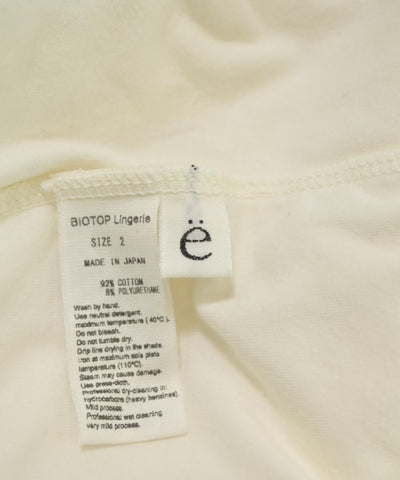 BIOTOP Lingerie
SIZE 2
MADE IN JAPAN
92% COTTON
8% POLYURETHANE
Wash by hand.
Use neutral detergent.
maximum temperature (40°C).
Do not bleach.
Do not tumble dry.
Drip line drying in the shade.
Iron at maximum sole plate
temperature (110°C).
Steam may cause damage.
Use press-cloth.
Professional dry-cleaning in:
hydrocarbons (heavy benzines).
Mild process.
Professional wet cleaning
very mild process.
ë